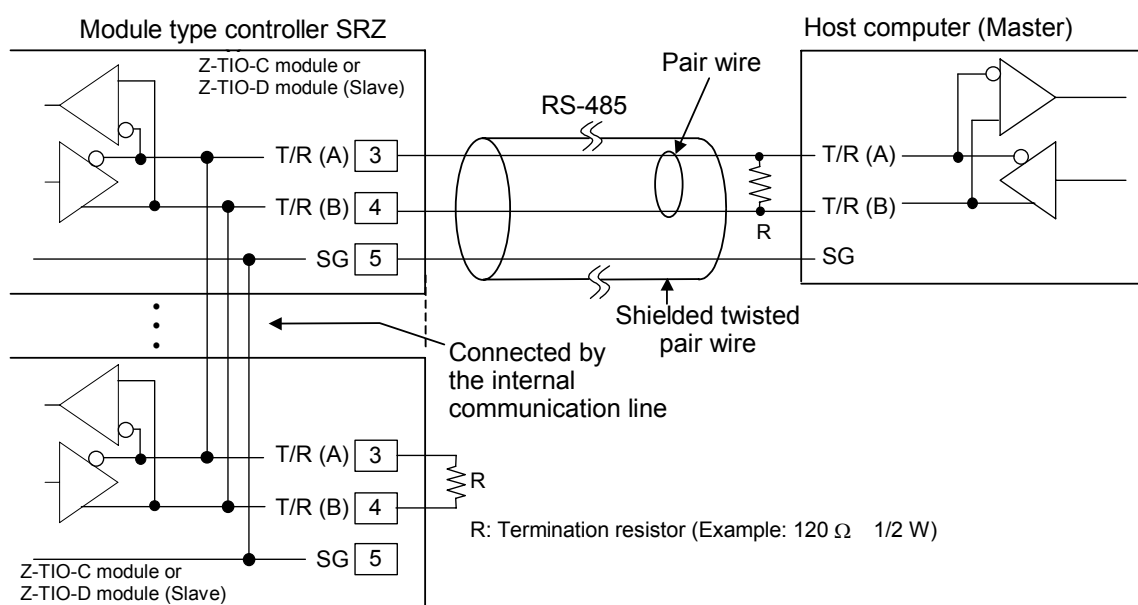 Module type controller SRZ
Host computer (Master)
Z-TIO-C module or
Z-TIO-D module (Slave)
Pair wire
RS-485
T/R (A) 3
T/R (A)
T/R (B) 4
T/R (B)
R
SG 5
SG
Shielded twisted
pair wire
Connected by
the internal
communication line
T/R (A) 3
R
T/R (B) 4
R: Termination resistor (Example: 120 Ω 1/2 W)
SG 5
Z-TIO-C module or
Z-TIO-D module (Slave)